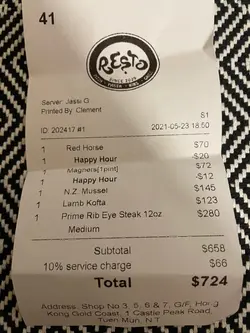 41
RESTO
SINCE 2009
Server: Jassi G
Printed By: Clement
S1
ID: 202417 #1 2021-05-23 18:50
1 Red Horse $70
1 Happy Hour -$20
1 Magners[1pint] $72
1 Happy Hour -$12
1 N.Z. Mussel $145
1 Lamb Kofta $123
1 Prime Rib Eye Steak 12oz $280
Medium
Subtotal $658
10% service charge $66
Total $724
Address: Shop No 3, 5, 6 & 7, G/F, Hong
Kong Gold Coast, 1 Castle Peak Road,
Tuen Mun, N.T